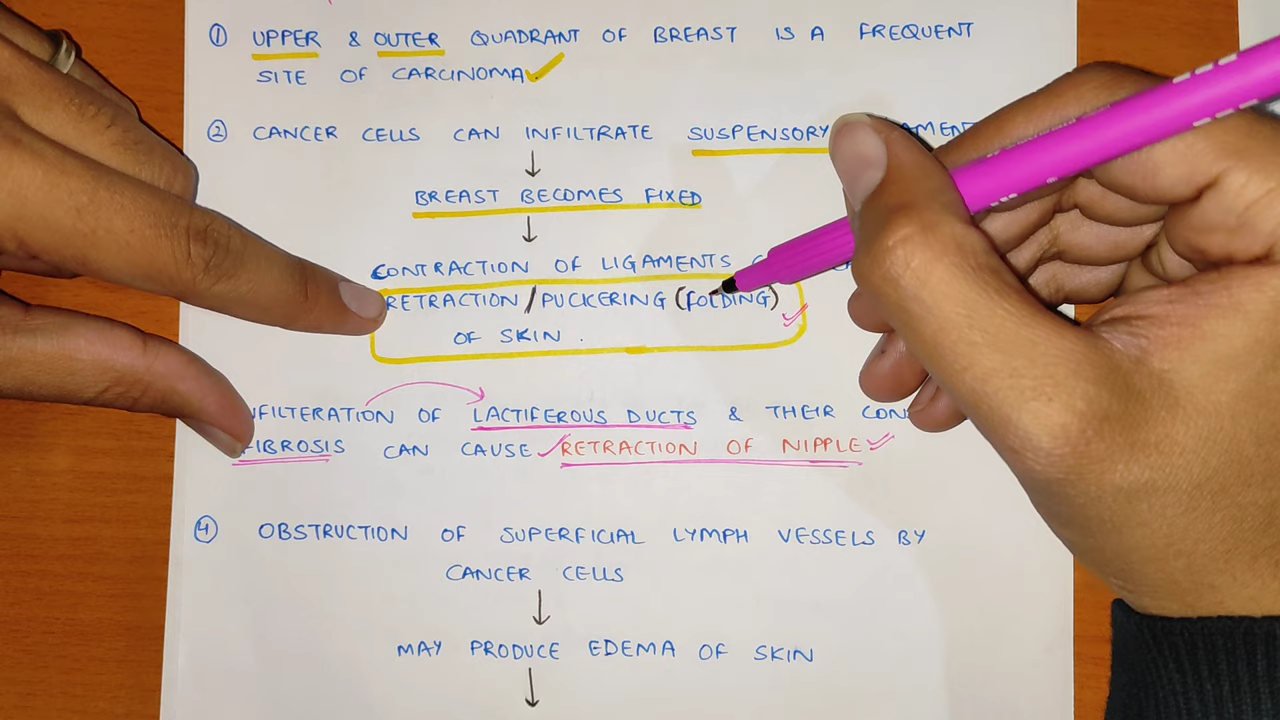 ① UPPER & OUTER QUADRANT OF BREAST IS A FREQUENT
SITE OF CARCINOMA
② CANCER CELLS CAN INFILTRATE SUSPENSORY
↓
BREAST BECOMES FIXED
↓
CONTRACTION OF LIGAMENTS
RETRACTION / PUCKERING (FOLDING)
OF SKIN .
NFILTERATION OF LACTIFEROUS DUCTS & THEIR CON
FIBROSIS CAN CAUSE RETRACTION OF NIPPLE
④ OBSTRUCTION OF SUPERFICIAL LYMPH VESSELS BY
CANCER CELLS
↓
MAY PRODUCE EDEMA OF SKIN
↓